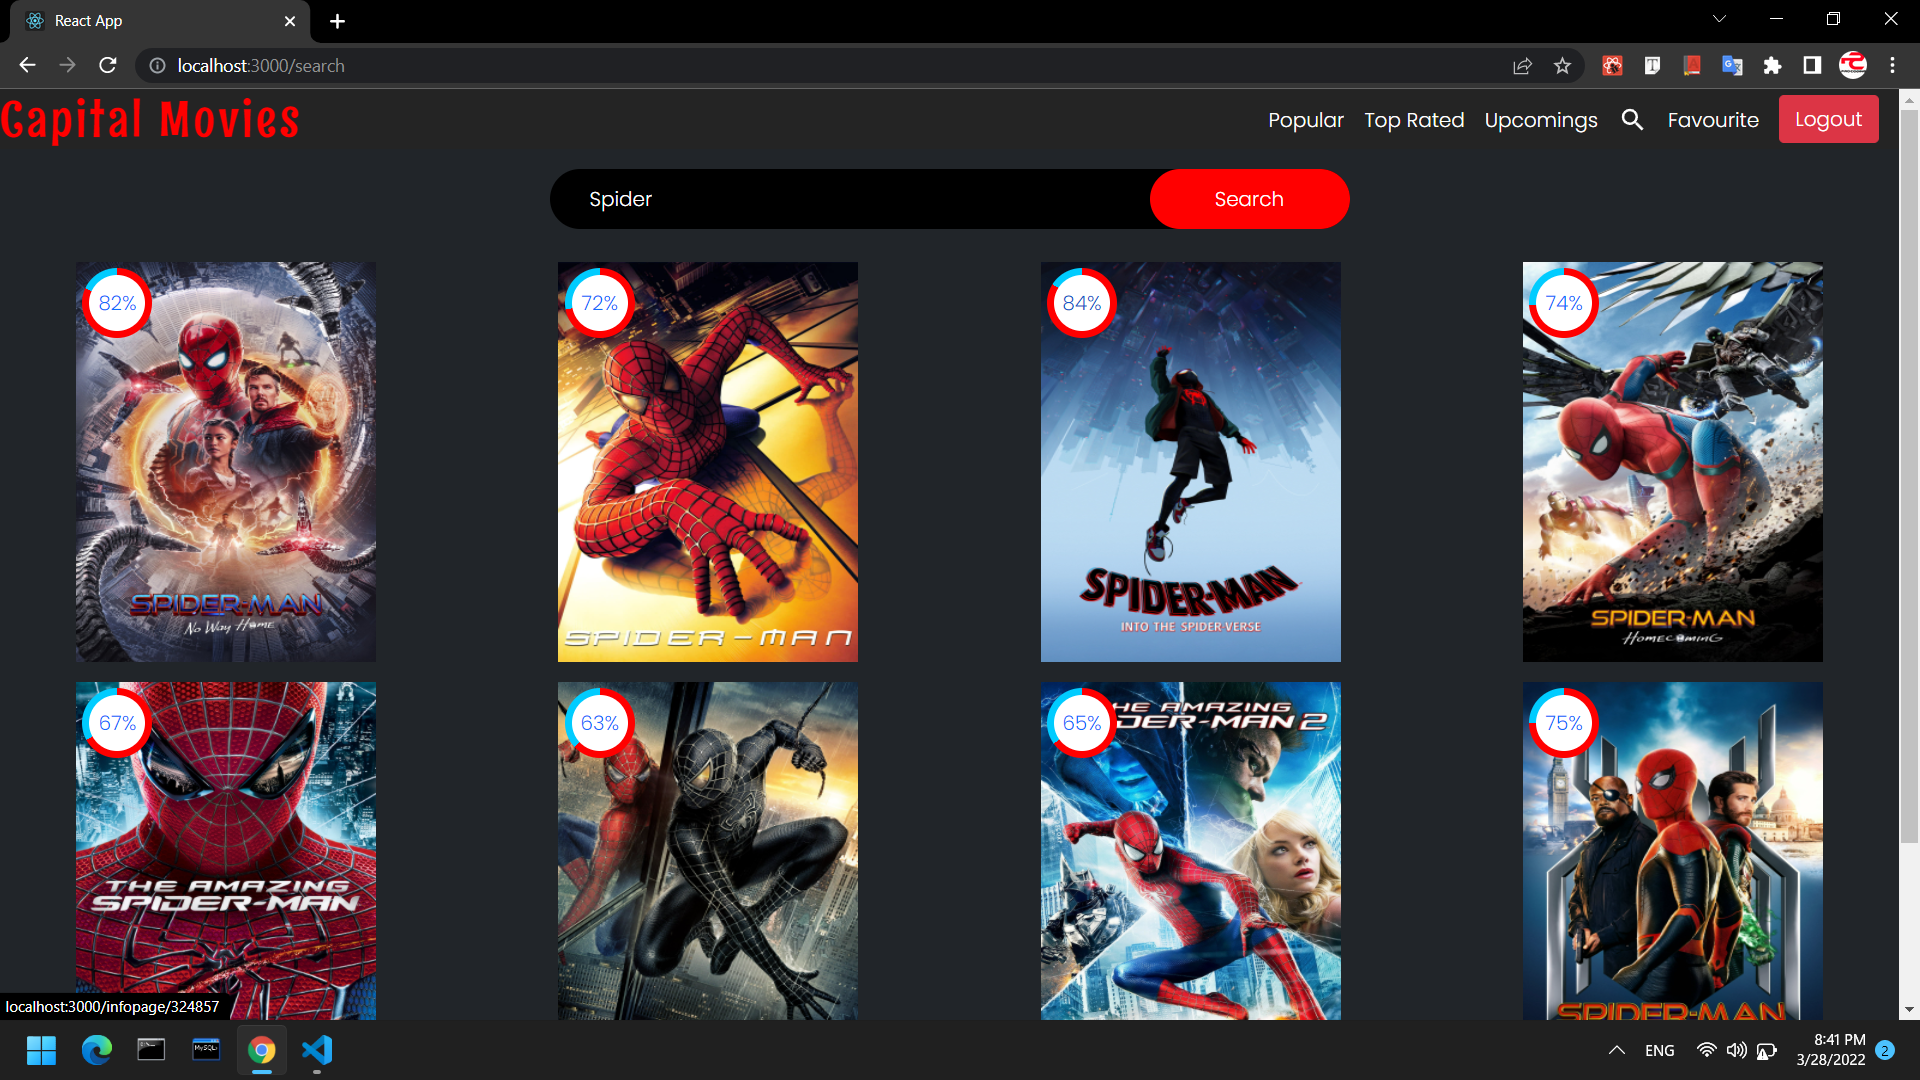 React App
localhost:3000/search
Capital Movies
Popular Top Rated Upcomings Favourite Logout
Spider Search
82% 72% 84% 74%
SPIDER-MAN
No Way Home
SPIDER-MAN
SPIDER-MAN
INTO THE SPIDER VERSE
SPIDER-MAN
HOMECOMING
67% 63% 65% 75%
THE AMAZING
SPIDER-MAN
HE AMAZING
DER-MAN 2
SPIDER-MAN
localhost:3000/infopage/324857
MySQL
ENG
8:41 PM
3/28/2022
2